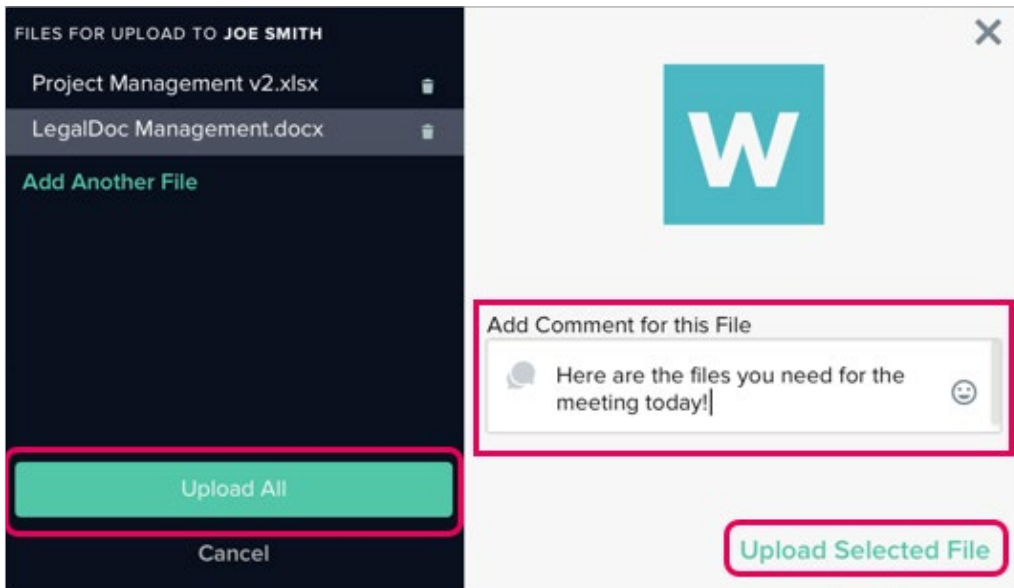 FILES FOR UPLOAD TO JOE SMITH
Project Management v2.xlsx
LegalDoc Management.docx
Add Another File
Upload All
Cancel
W
Add Comment for this File
Here are the files you need for the
meeting today!
Upload Selected File